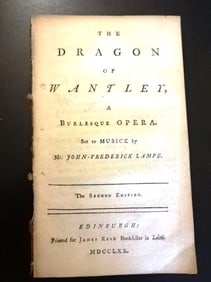 THE
DRAGON
OF
WANTLEY,
A
BURLESQUE OPERA.
Set to MUSICK by
Mr. JOHN-FREDERICK LAMPE.
The SECOND EDITION.
EDINBURGH:
Printed for JAMES REID Bookseller in Leith,
MDCCLXX.